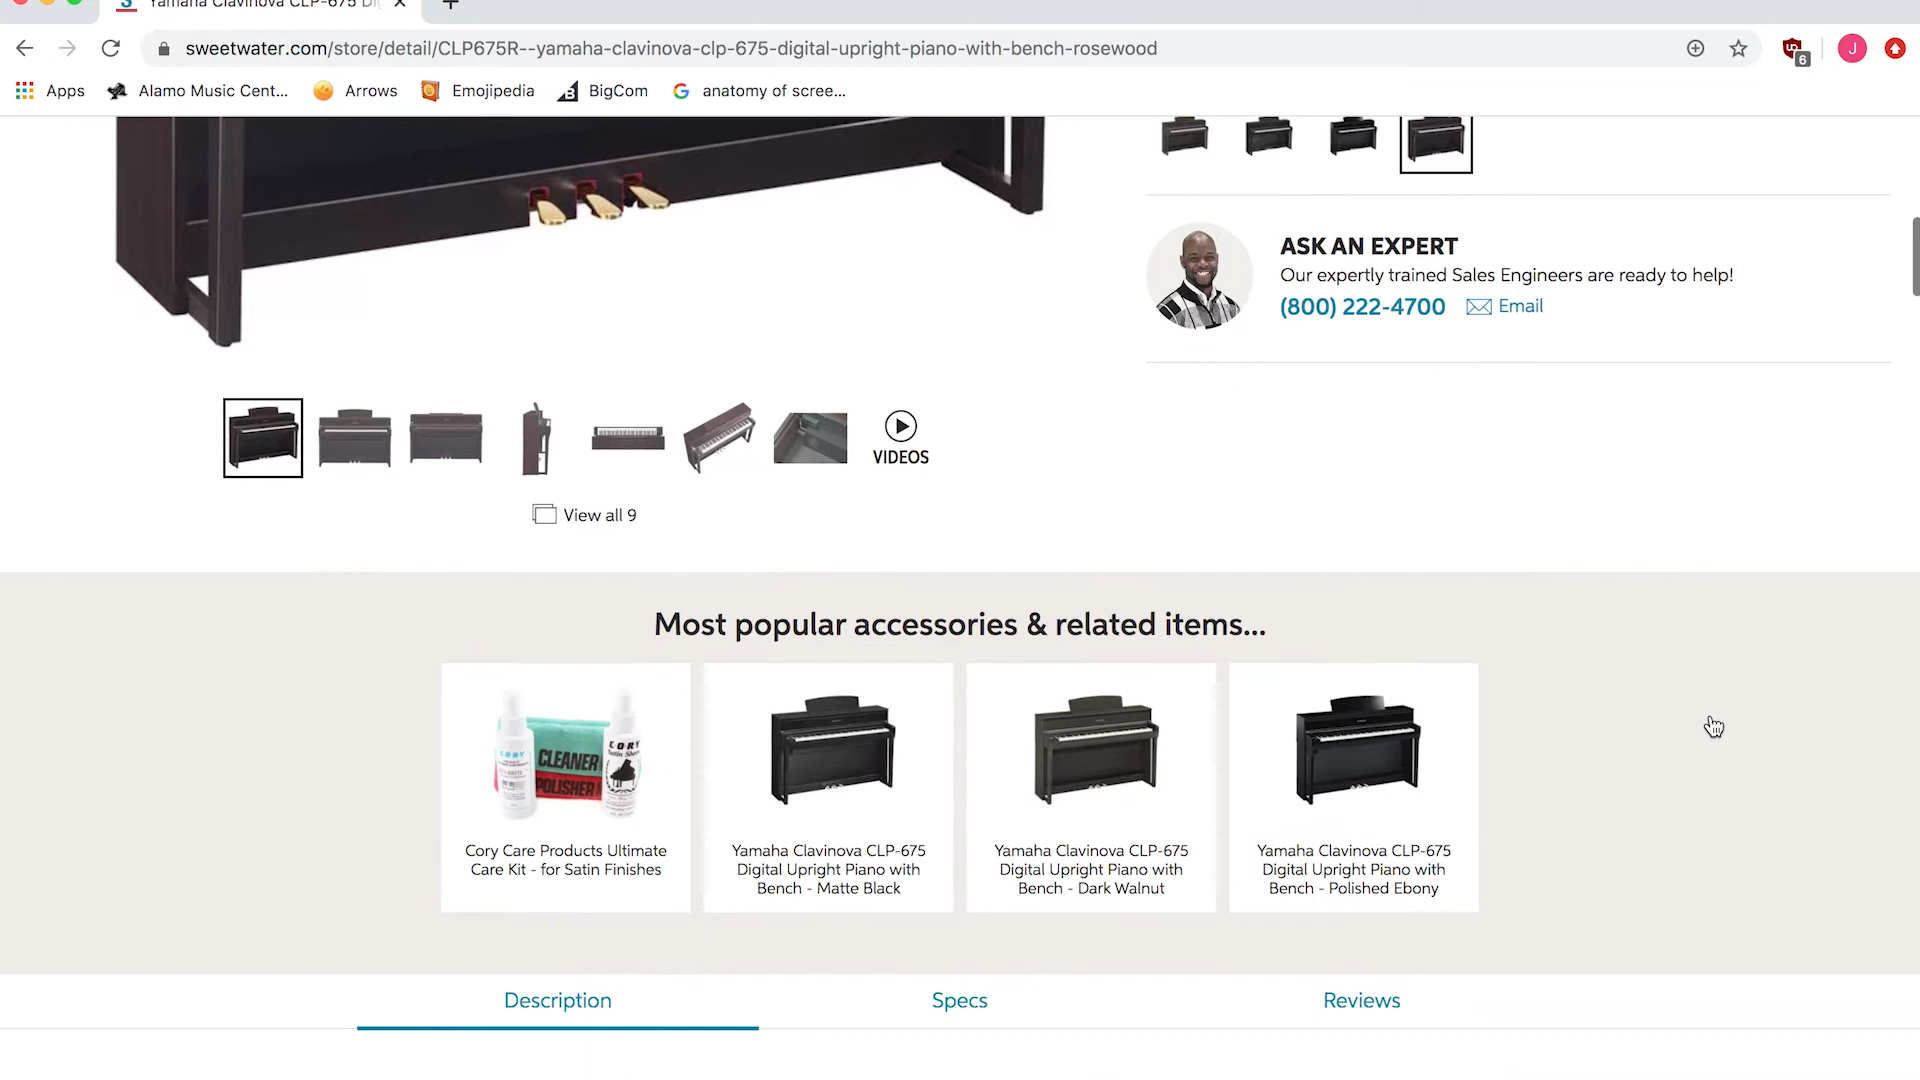 Yamaha Clavinova CLP-675 Di
sweetwater.com/store/detail/CLP675R--yamaha-clavinova-clp-675-digital-upright-piano-with-bench-rosewood
6
J
Apps
Alamo Music Cent...
Arrows
Emojipedia
BigCom
anatomy of scree...
ASK AN EXPERT
Our expertly trained Sales Engineers are ready to help!
(800) 222-4700
Email
VIDEOS
View all 9
Most popular accessories & related items...
CORY
CLEANER
POLISHER
CORY
Cory Care Products Ultimate
Care Kit - for Satin Finishes
Yamaha Clavinova CLP-675
Digital Upright Piano with
Bench - Matte Black
Yamaha Clavinova CLP-675
Digital Upright Piano with
Bench - Dark Walnut
Yamaha Clavinova CLP-675
Digital Upright Piano with
Bench - Polished Ebony
Description
Specs
Reviews